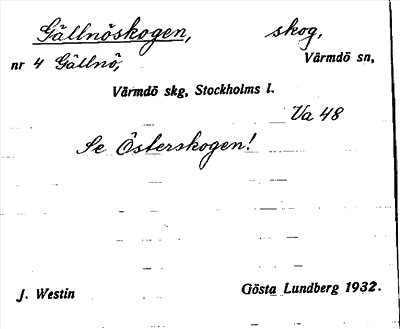 Gällnöskogen, skog,
nr 4 Gällnö, Värmdö sn,
Värmdö skg, Stockholms l.
Va 48
Se Österskogen!
J. Westin Gösta Lundberg 1932.